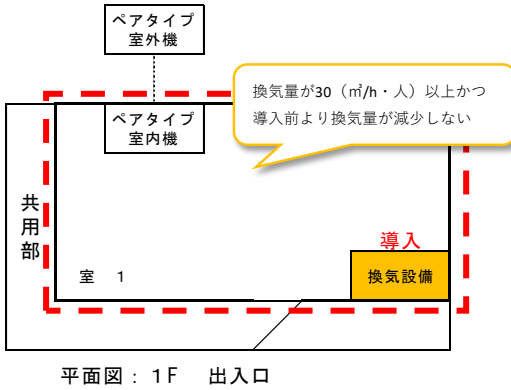 ペアタイプ
室外機
換気量が30（㎥/h・人）以上かつ
導入前より換気量が減少しない
ペアタイプ
室内機
共用部
導入
室　1
換気設備
平面図：1F　出入口